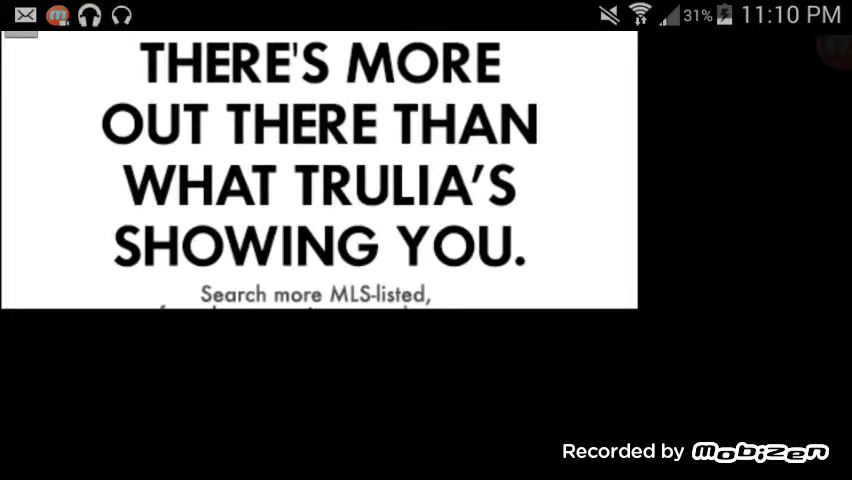 31% 11:10 PM
THERE'S MORE
OUT THERE THAN
WHAT TRULIA'S
SHOWING YOU.
Search more MLS-listed,
Recorded by Mobizen